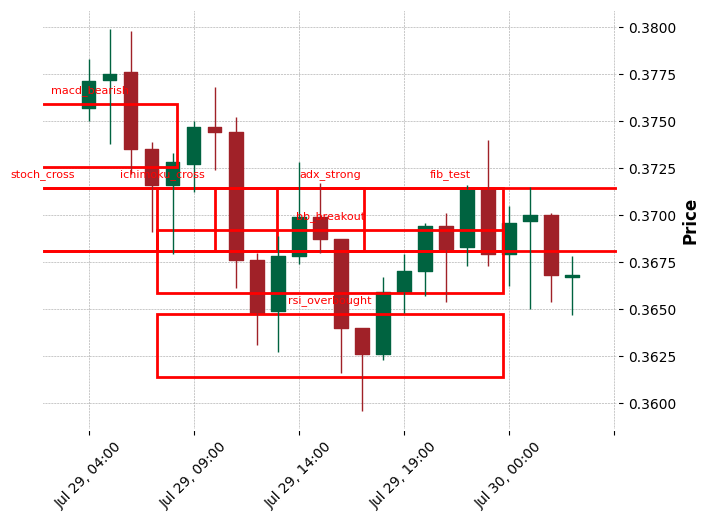 0.3800
0.3775
macd_bearish
0.3750
0.3725
stoch_cross
ichimoku_cross
adx_strong
fib_test
bb_breakout
0.3700
Price
0.3675
rsi_overbought
0.3650
0.3625
0.3600
Jul 29, 04:00
Jul 29, 09:00
Jul 29, 14:00
Jul 29, 19:00
Jul 30, 00:00